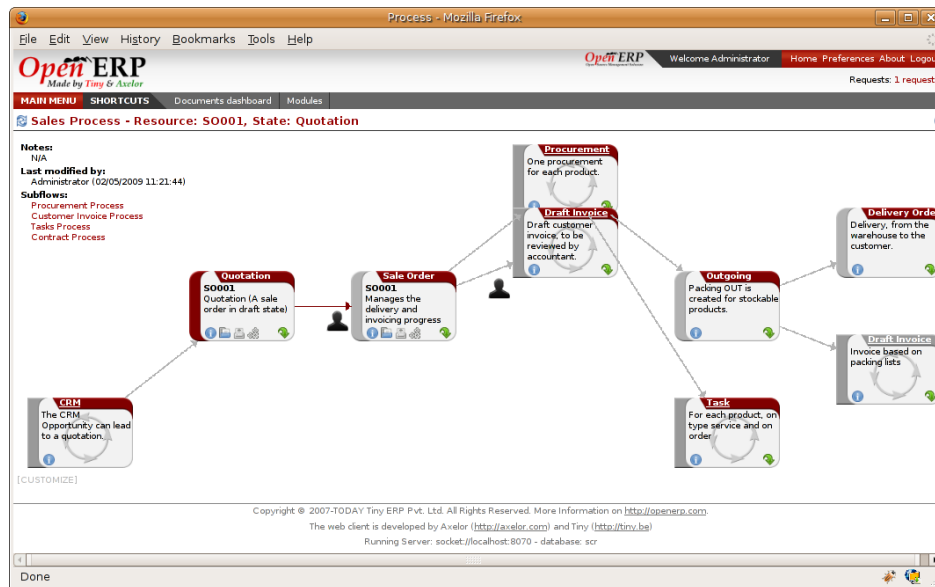 Process - Mozilla Firefox
File Edit View History Bookmarks Tools Help
Open ERP
Made by Tiny & Axelor
Open ERP
Welcome Administrator
Home Preferences About Logou
Requests: 1 request
MAIN MENU SHORTCUTS Documents dashboard Modules
Sales Process - Resource: SO001, State: Quotation
Notes:
N/A
Last modified by:
Administrator (02/05/2009 11:21:44)
Subflows:
Procurement Process
Customer Invoice Process
Tasks Process
Contract Process
Procurement
One procurement
for each product.
Draft Invoice
Draft customer
invoice, to be
reviewed by
accountant.
Delivery Orde
Delivery, from the
warehouse to the
customer.
Quotation
SO001
Quotation (A sale
order in draft state)
Sale Order
SO001
Manages the
delivery and
invoicing progress
Outgoing
Packing OUT is
created for stockable
products.
Draft Invoice
Invoice based on
packing lists
CRM
The CRM
Opportunity can lead
to a quotation.
Task
For each product, on
type service and on
order
[CUSTOMIZE]
Copyright © 2007-TODAY Tiny ERP Pvt. Ltd. All Rights Reserved. More Information on http://openerp.com.
The web client is developed by Axelor (http://axelor.com) and Tiny (http://tiny.be)
Running Server: socket://localhost:8070 - database: scr
Done